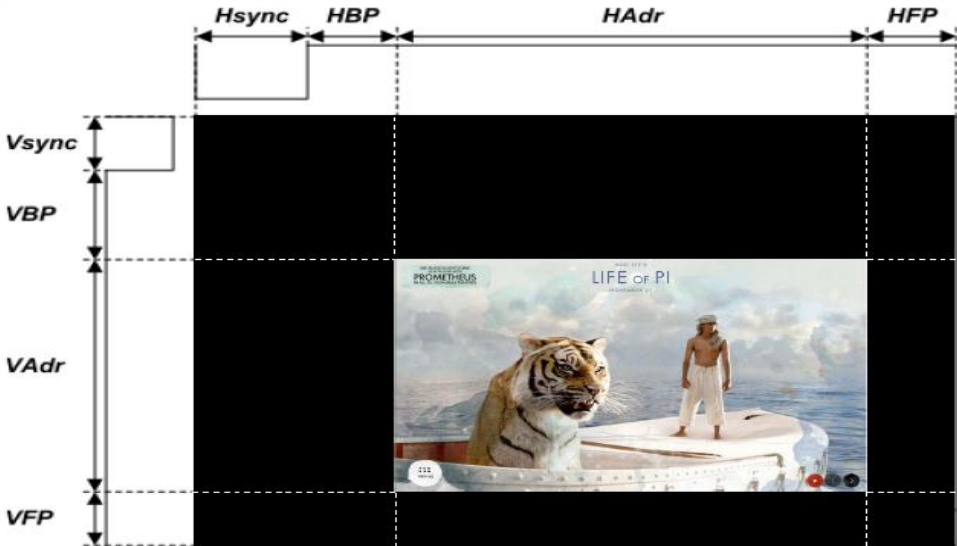 Hsync HBP HAdr HFP
Vsync
VBP
VAdr
VFP
PROMETHEUS
LIFE OF PI